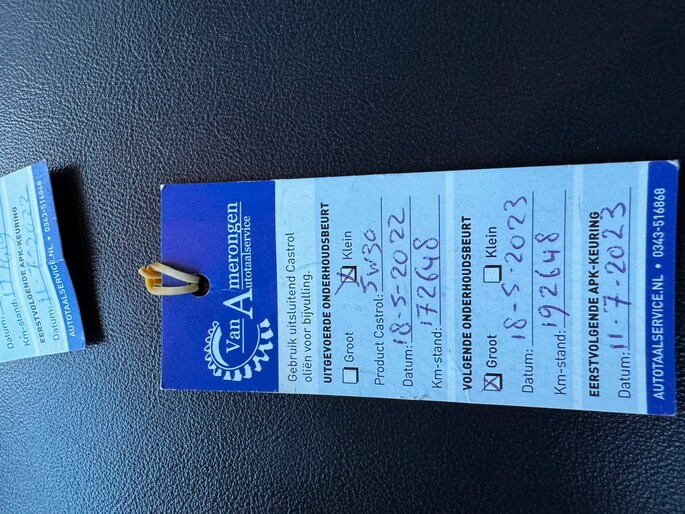 Van Amerongen
Autotaalservice
Gebruik uitsluitend Castrol
oliën voor bijvulling.
UITGEVOERDE ONDERHOUDSBEURT
Groot Klein
Product Castrol: 5W30
Datum: 18-5-2022
Km-stand: 172648
VOLGENDE ONDERHOUDSBEURT
Groot Klein
Datum: 18-5-2023
Km-stand: 192648
EERSTVOLGENDE APK-KEURING
Datum: 11-7-2023
AUTOTAALSERVICE.NL • 0343-516868
Datum:
Km-stand:
EERSTVOLGENDE APK-KEURING
Datum:
AUTOTAALSERVICE.NL • 0343-516868